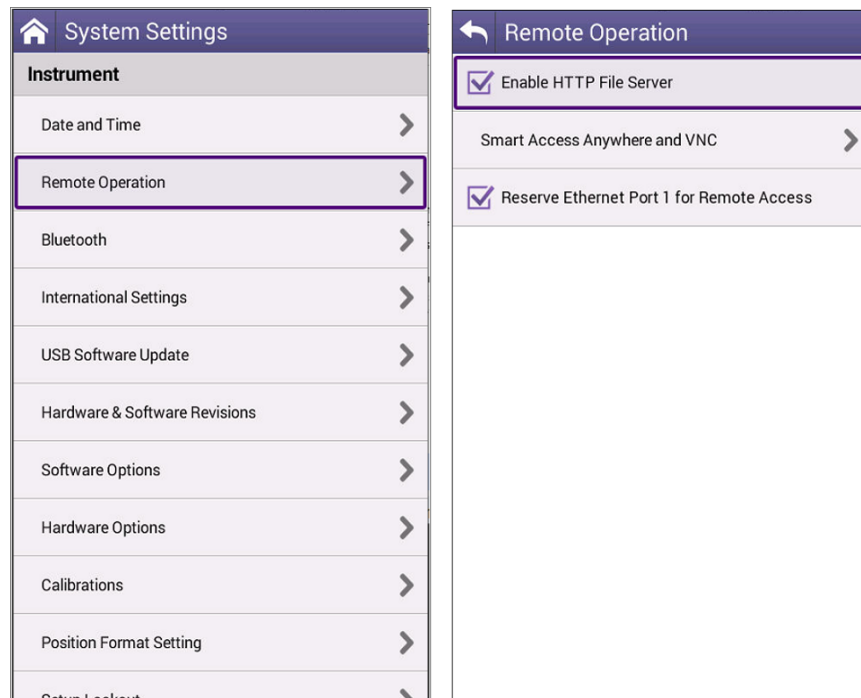 System Settings
Instrument
Date and Time
Remote Operation
Bluetooth
International Settings
USB Software Update
Hardware & Software Revisions
Software Options
Hardware Options
Calibrations
Position Format Setting
Remote Operation
Enable HTTP File Server
Smart Access Anywhere and VNC
Reserve Ethernet Port 1 for Remote Access